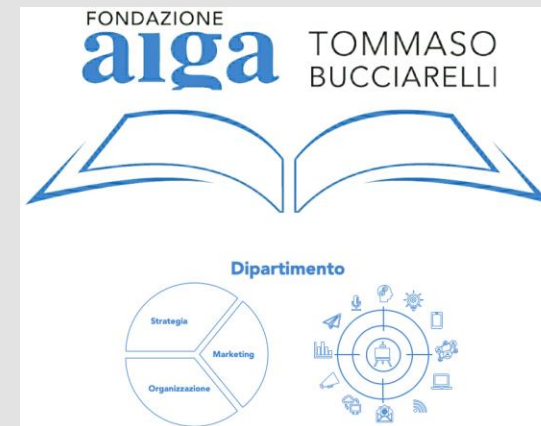 FONDAZIONE
aiga
TOMMASO
BUCCIARELLI
Dipartimento
Strategia
Marketing
Organizzazione